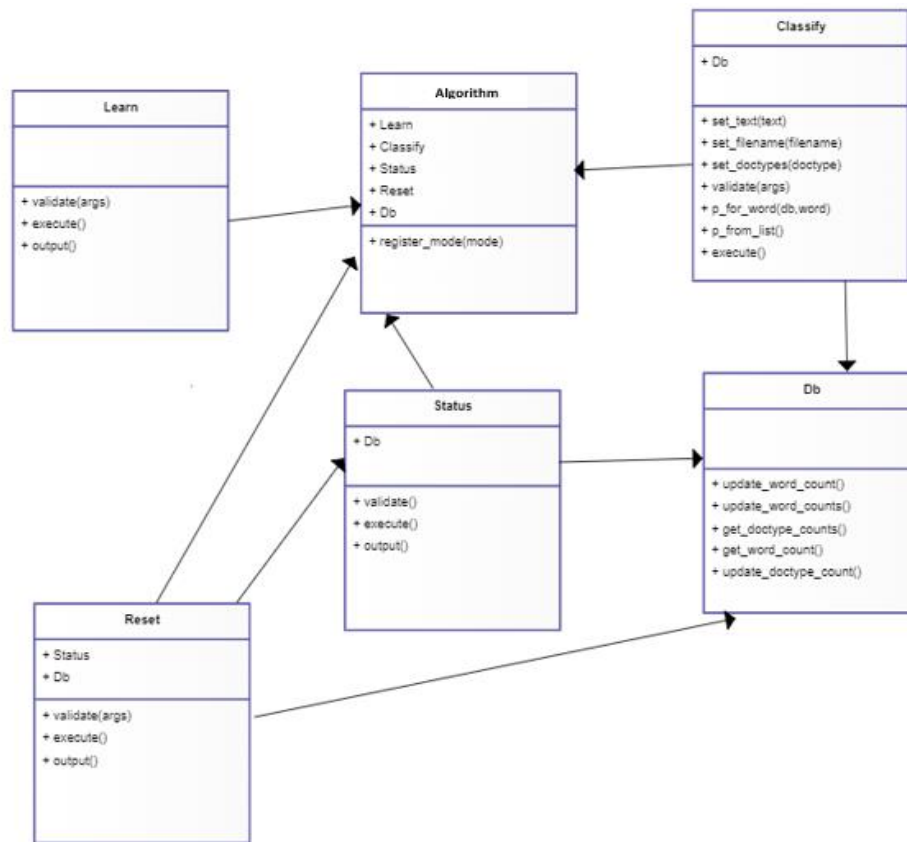 Classify
+ Db
+ set_text(text)
+ set_filename(filename)
+ set_doctypes(doctype)
+ validate(args)
+ p_for_word(db,word)
+ p_from_list()
+ execute()
Algorithm
+ Learn
+ Classify
+ Status
+ Reset
+ Db
+ register_mode(mode)
Learn
+ validate(args)
+ execute()
+ output()
Status
+ Db
+ validate()
+ execute()
+ output()
Db
+ update_word_count()
+ update_word_counts()
+ get_doctype_counts()
+ get_word_count()
+ update_doctype_count()
Reset
+ Status
+ Db
+ validate(args)
+ execute()
+ output()